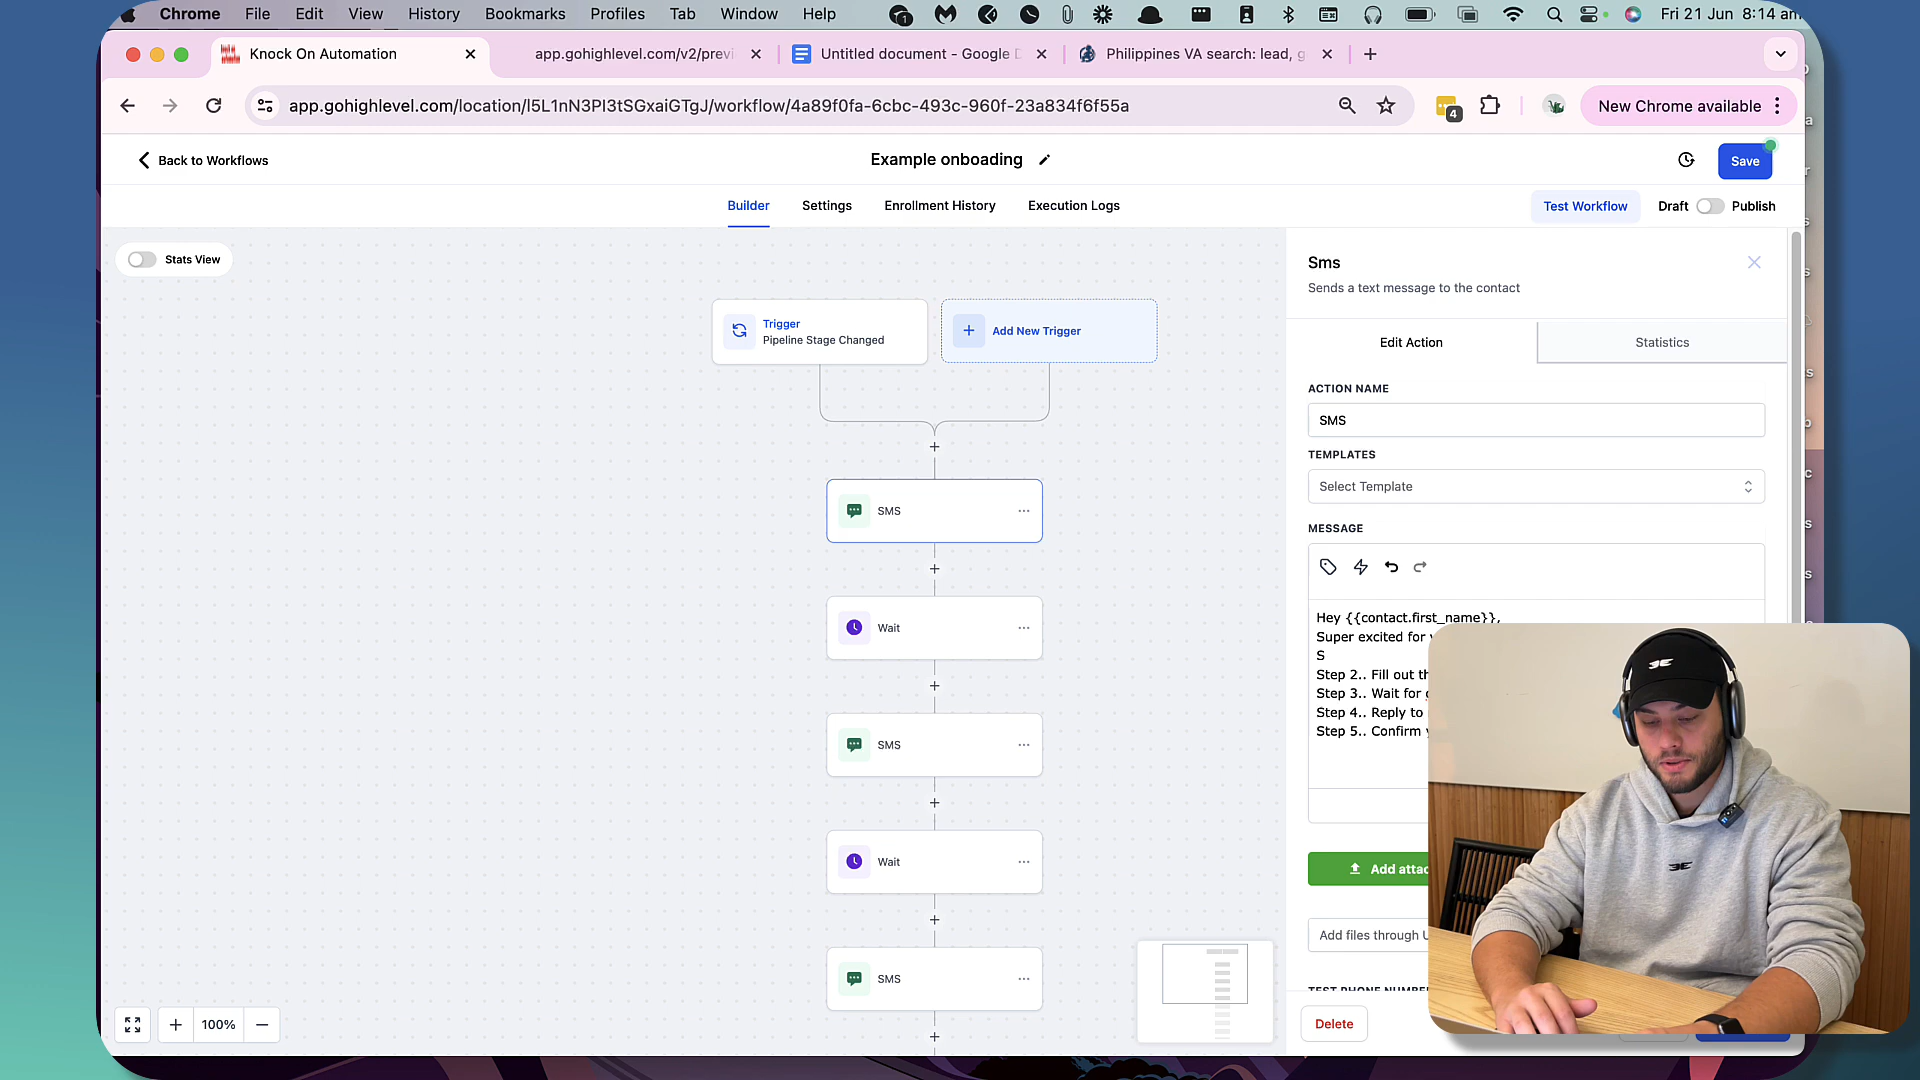 Chrome File Edit View History Bookmarks Profiles Tab Window Help
1
Fri 21 Jun 8:14 am
Knock On Automation
app.gohighlevel.com/v2/previ
Untitled document - Google D
Philippines VA search: lead, g
app.gohighlevel.com/location/l5L1nN3PI3tSGxaiGTgJ/workflow/4a89f0fa-6cbc-493c-960f-23a834f6f55a
4
New Chrome available
Back to Workflows
Example onboading
Save
Builder Settings Enrollment History Execution Logs
Test Workflow
Draft Publish
Stats View
Trigger
Pipeline Stage Changed
Add New Trigger
SMS
Wait
SMS
Wait
SMS
100%
Sms
Sends a text message to the contact
Edit Action
Statistics
ACTION NAME
SMS
TEMPLATES
Select Template
MESSAGE
Hey {{contact.first_name}},
Super excited for
S
Step 2.. Fill out th
Step 3.. Wait for
Step 4.. Reply to
Step 5.. Confirm
Add attac
Add files through U
TEST PHONE NUMBER
Delete